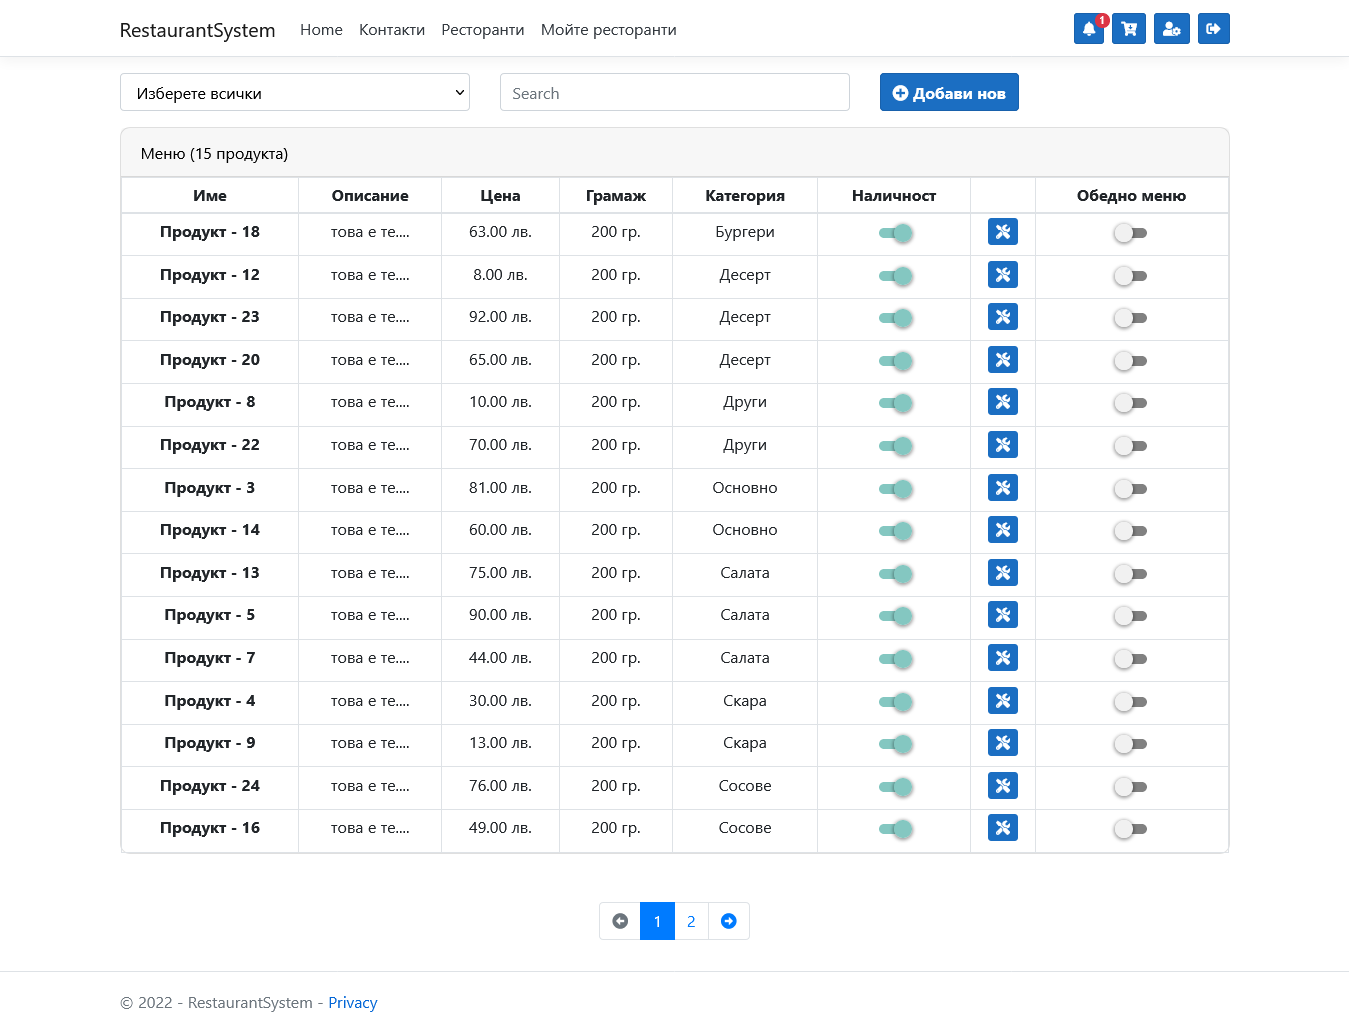 RestaurantSystem Home Контакти Ресторанти Мойте ресторанти 1
Изберете всички Search Добави нов
Меню (15 продукта)
Име Описание Цена Грамаж Категория Наличност Обедно меню
Продукт - 18 това е те.... 63.00 лв. 200 гр. Бургери
Продукт - 12 това е те.... 8.00 лв. 200 гр. Десерт
Продукт - 23 това е те.... 92.00 лв. 200 гр. Десерт
Продукт - 20 това е те.... 65.00 лв. 200 гр. Десерт
Продукт - 8 това е те.... 10.00 лв. 200 гр. Други
Продукт - 22 това е те.... 70.00 лв. 200 гр. Други
Продукт - 3 това е те.... 81.00 лв. 200 гр. Основно
Продукт - 14 това е те.... 60.00 лв. 200 гр. Основно
Продукт - 13 това е те.... 75.00 лв. 200 гр. Салата
Продукт - 5 това е те.... 90.00 лв. 200 гр. Салата
Продукт - 7 това е те.... 44.00 лв. 200 гр. Салата
Продукт - 4 това е те.... 30.00 лв. 200 гр. Скара
Продукт - 9 това е те.... 13.00 лв. 200 гр. Скара
Продукт - 24 това е те.... 76.00 лв. 200 гр. Сосове
Продукт - 16 това е те.... 49.00 лв. 200 гр. Сосове
1 2
© 2022 - RestaurantSystem - Privacy